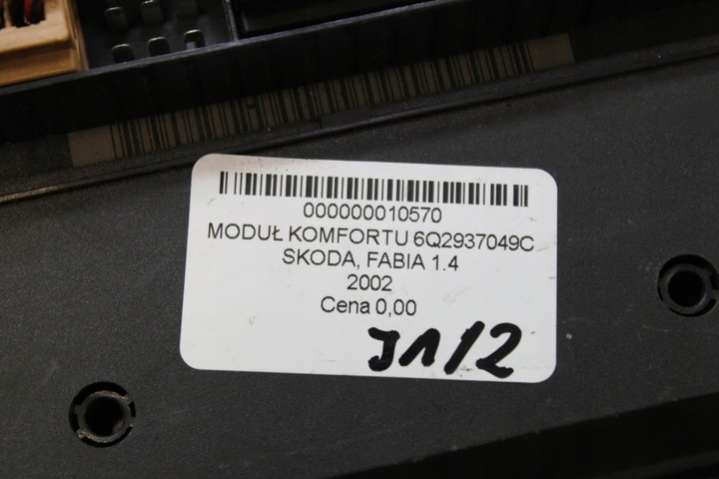 000000010570
MODUŁ KOMFORTU 6Q2937049C
SKODA, FABIA 1.4
2002
Cena 0,00
J1/2